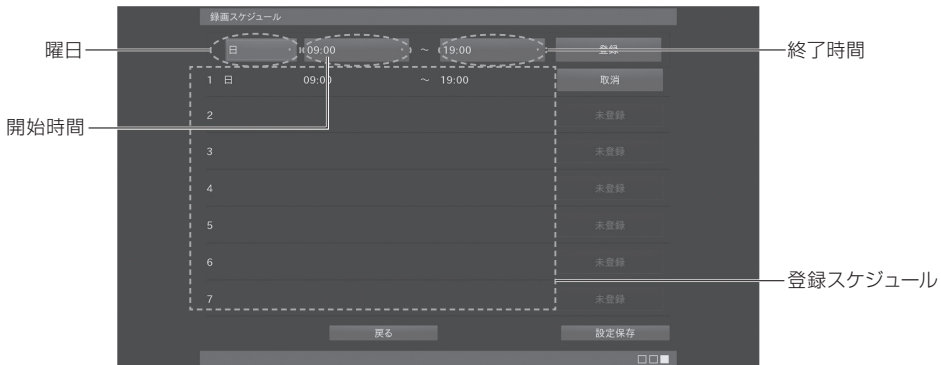 録画スケジュール
曜日
日 09:00 ～ 19:00 登録
終了時間
1 日 09:00 ～ 19:00 取消
開始時間
2 未登録
3 未登録
4 未登録
5 未登録
6 未登録
登録スケジュール
7 未登録
戻る 設定保存